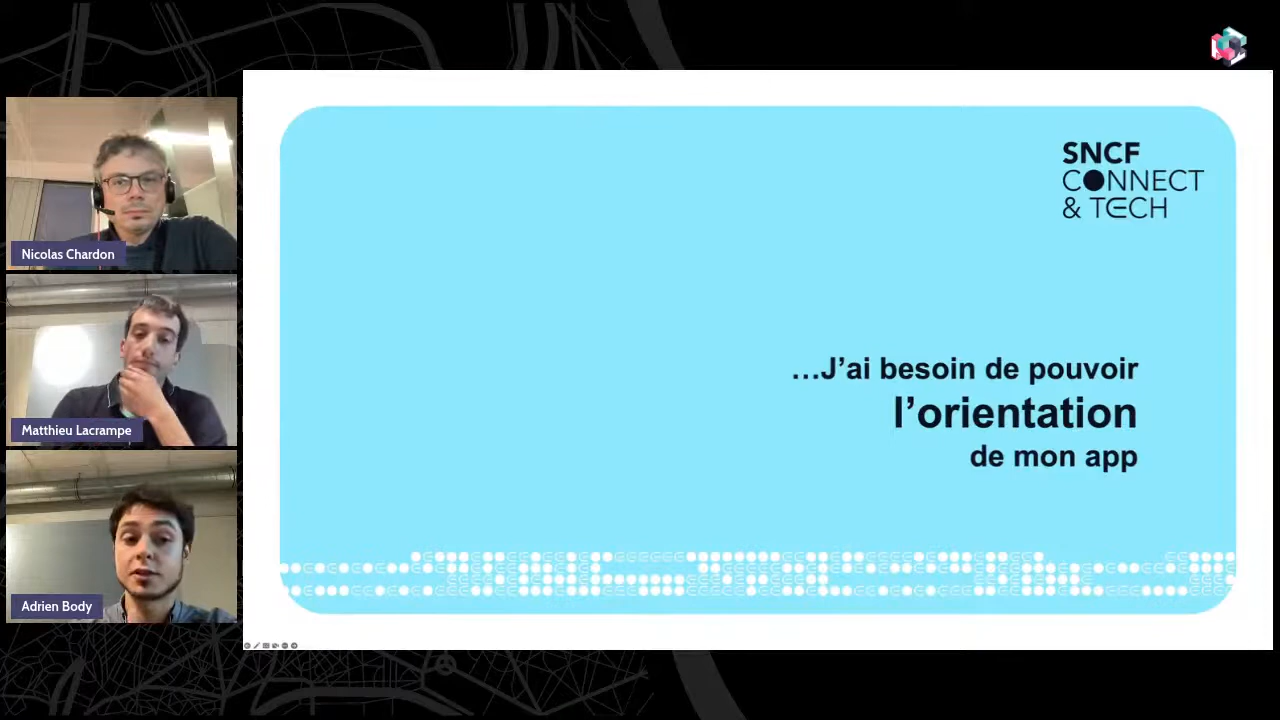 Nicolas Chardon
Matthieu Lacrampe
Adrien Body
SNCF
CONNECT
& TECH
…J’ai besoin de pouvoir
l’orientation
de mon app